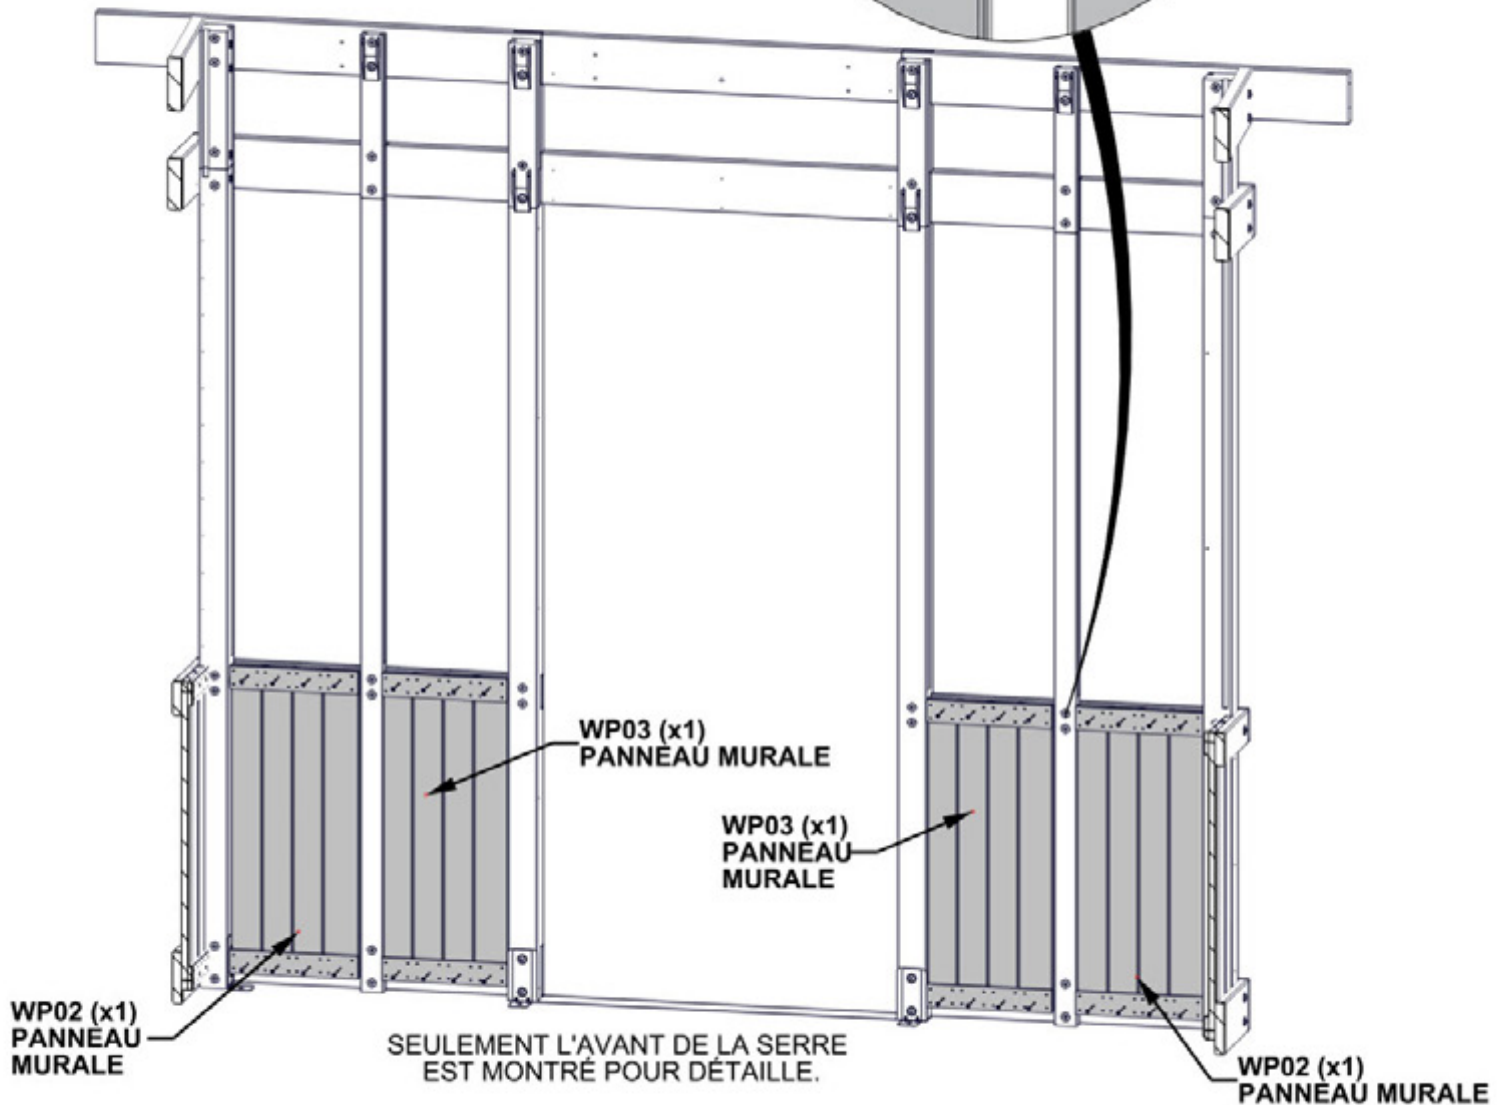 WP03 (x1)
PANNEAU MURALE
WP03 (x1)
PANNEAU
MURALE
WP02 (x1)
PANNEAU
MURALE
SEULEMENT L'AVANT DE LA SERRE
EST MONTRÉ POUR DÉTAILLE.
WP02 (x1)
PANNEAU MURALE